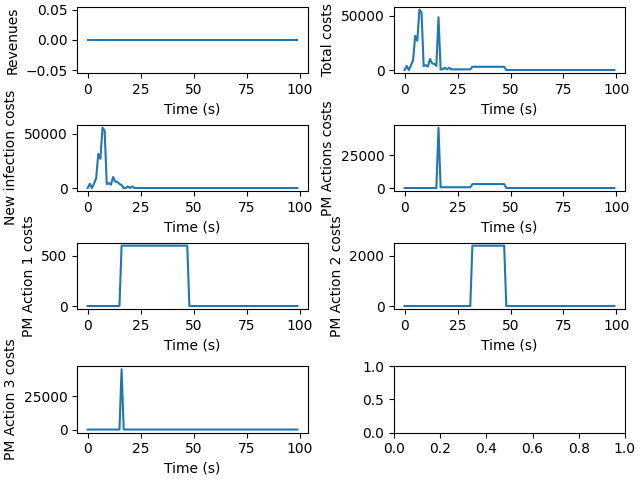 Revenues
0.05
0.00
−0.05
0 25 50 75 100
Time (s)
Total costs
50000
0
0 25 50 75 100
Time (s)
New infection costs
50000
0
0 25 50 75 100
Time (s)
PM Actions costs
25000
0
0 25 50 75 100
Time (s)
PM Action 1 costs
500
0
0 25 50 75 100
Time (s)
PM Action 2 costs
2000
0
0 25 50 75 100
Time (s)
PM Action 3 costs
25000
0
0 25 50 75 100
Time (s)
1.0
0.5
0.0
0.0 0.2 0.4 0.6 0.8 1.0